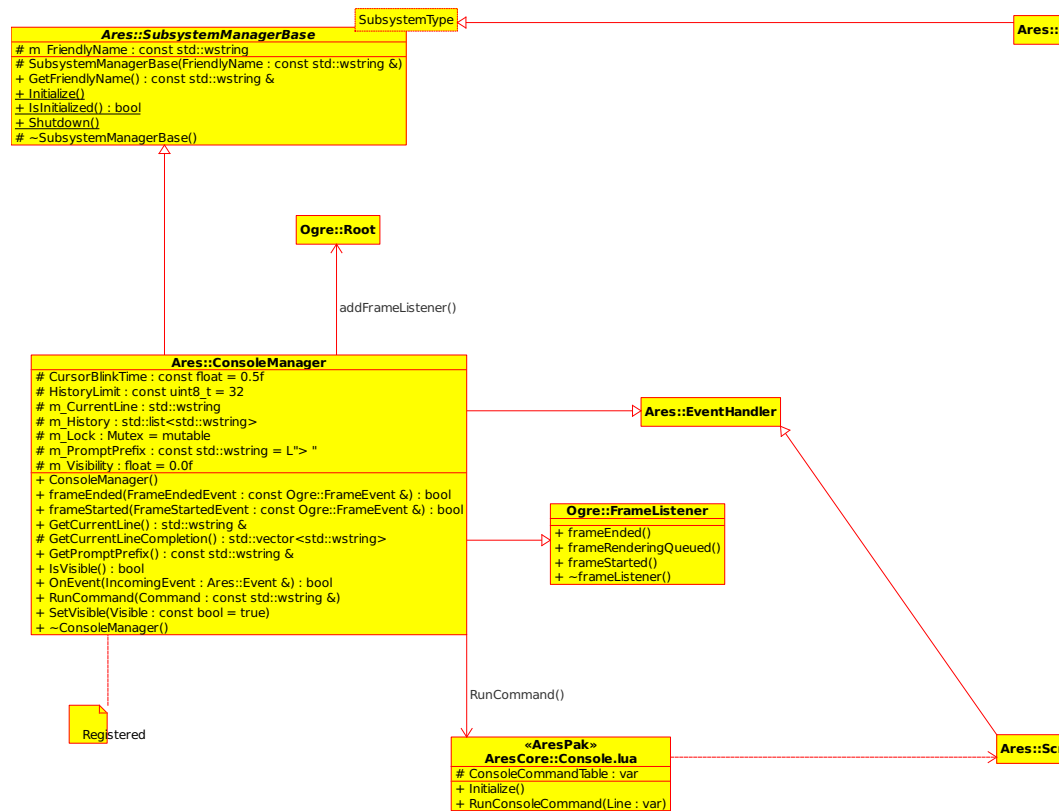 SubsystemType
Ares::SubsystemManagerBase
# m_FriendlyName : const std::wstring
# SubsystemManagerBase(FriendlyName : const std::wstring &)
+ GetFriendlyName() : const std::wstring &
+ Initialize()
+ IsInitialized() : bool
+ Shutdown()
# ~SubsystemManagerBase()
Ares::
Ogre::Root
addFrameListener()
Ares::ConsoleManager
# CursorBlinkTime : const float = 0.5f
# HistoryLimit : const uint8_t = 32
# m_CurrentLine : std::wstring
# m_History : std::list<std::wstring>
# m_Lock : Mutex = mutable
# m_PromptPrefix : const std::wstring = L"> "
# m_Visibility : float = 0.0f
+ ConsoleManager()
+ frameEnded(FrameEndedEvent : const Ogre::FrameEvent &) : bool
+ frameStarted(FrameStartedEvent : const Ogre::FrameEvent &) : bool
+ GetCurrentLine() : std::wstring &
# GetCurrentLineCompletion() : std::vector<std::wstring>
+ GetPromptPrefix() : const std::wstring &
+ IsVisible() : bool
+ OnEvent(IncomingEvent : Ares::Event &) : bool
+ RunCommand(Command : const std::wstring &)
+ SetVisible(Visible : const bool = true)
+ ~ConsoleManager()
Ares::EventHandler
Ogre::FrameListener
+ frameEnded()
+ frameRenderingQueued()
+ frameStarted()
+ ~frameListener()
Registered
RunCommand()
«AresPak»
AresCore::Console.lua
# ConsoleCommandTable : var
+ Initialize()
+ RunConsoleCommand(Line : var)